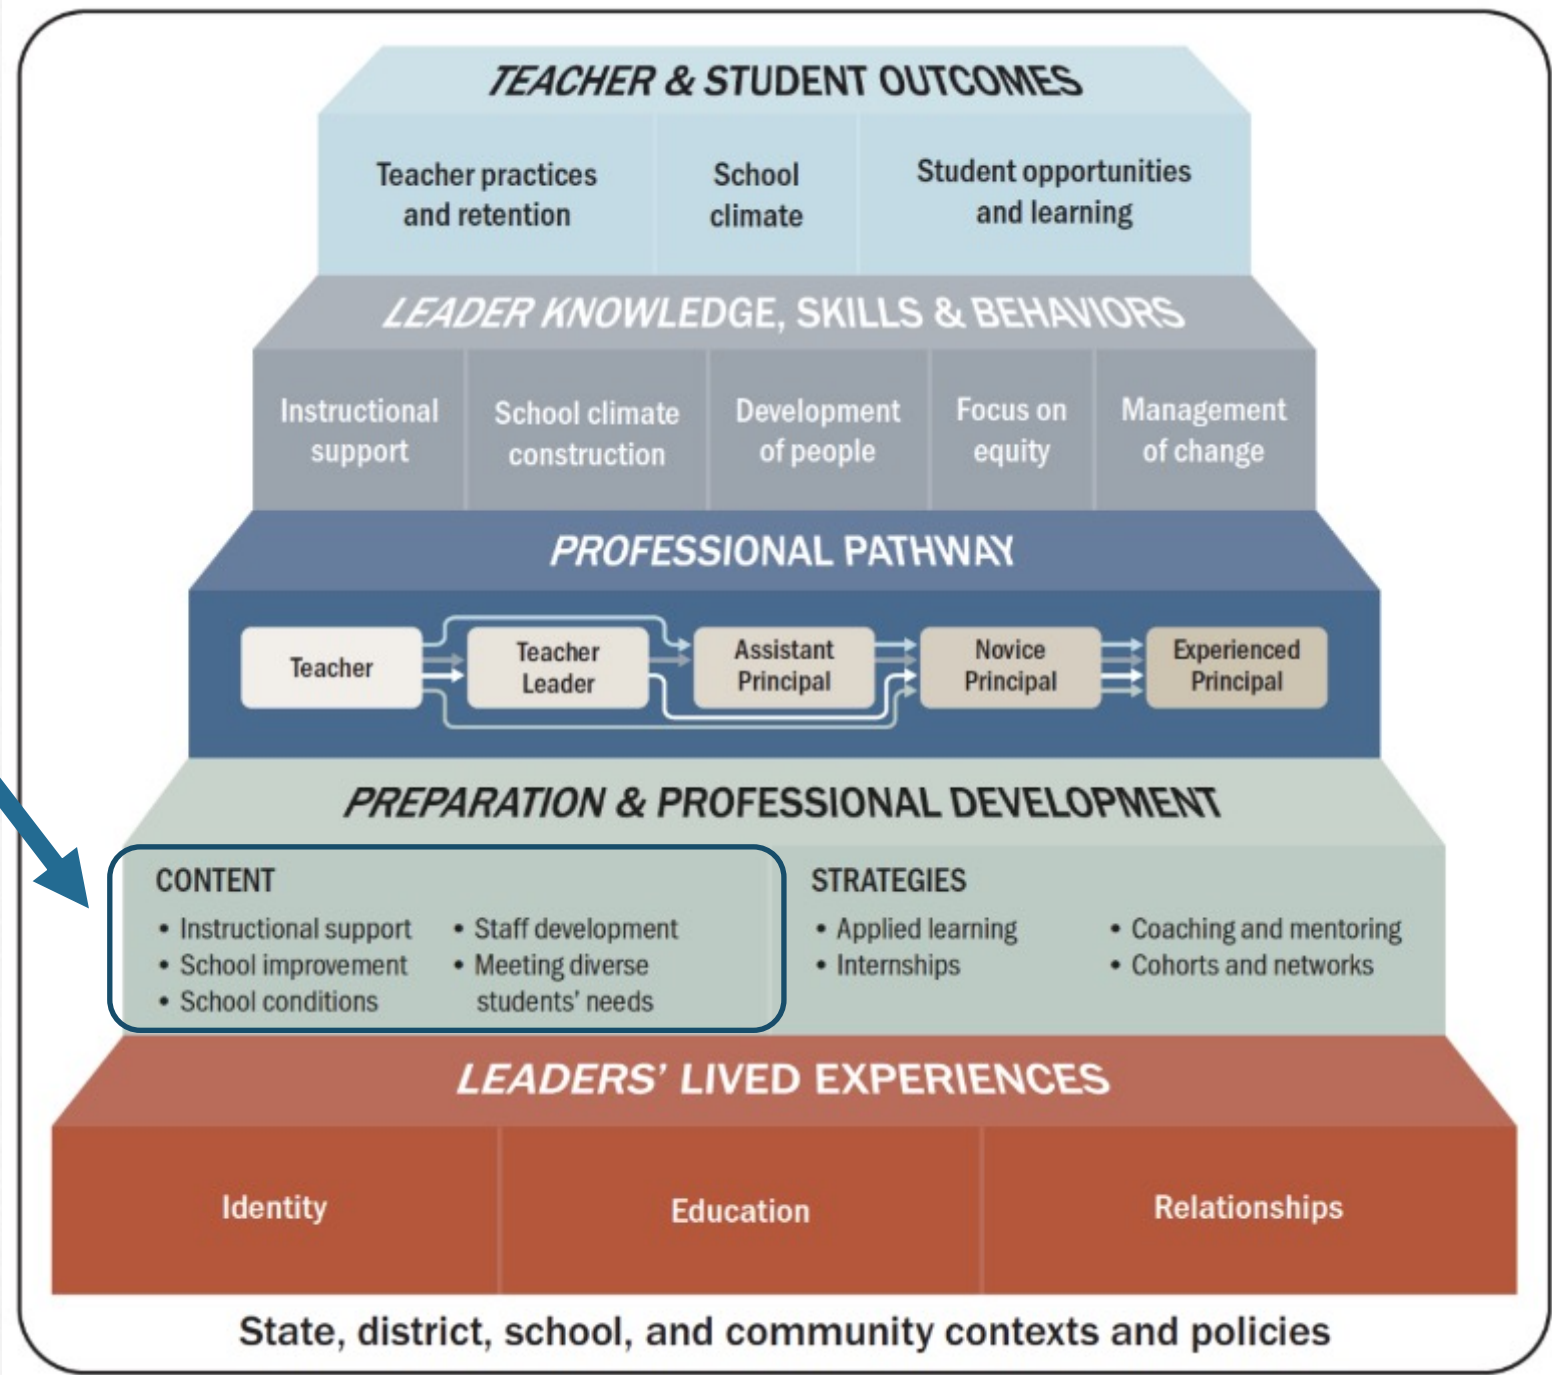 TEACHER & STUDENT OUTCOMES
Teacher practices
and retention
School
climate
Student opportunities
and learning
LEADER KNOWLEDGE, SKILLS & BEHAVIORS
Instructional
support
School climate
construction
Development
of people
Focus on
equity
Management
of change
PROFESSIONAL PATHWAY
Teacher
Teacher
Leader
Assistant
Principal
Novice
Principal
Experienced
Principal
PREPARATION & PROFESSIONAL DEVELOPMENT
CONTENT
• Instructional support
• School improvement
• School conditions
• Staff development
• Meeting diverse
students’ needs
STRATEGIES
• Applied learning
• Internships
• Coaching and mentoring
• Cohorts and networks
LEADERS’ LIVED EXPERIENCES
Identity
Education
Relationships
State, district, school, and community contexts and policies